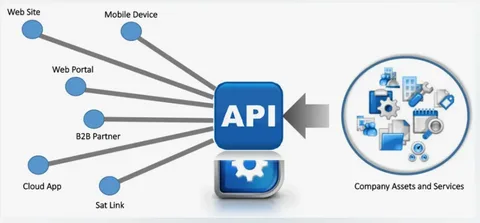 Web Site
Mobile Device
Web Portal
API
B2B Partner
Cloud App
Sat Link
Company Assets and Services